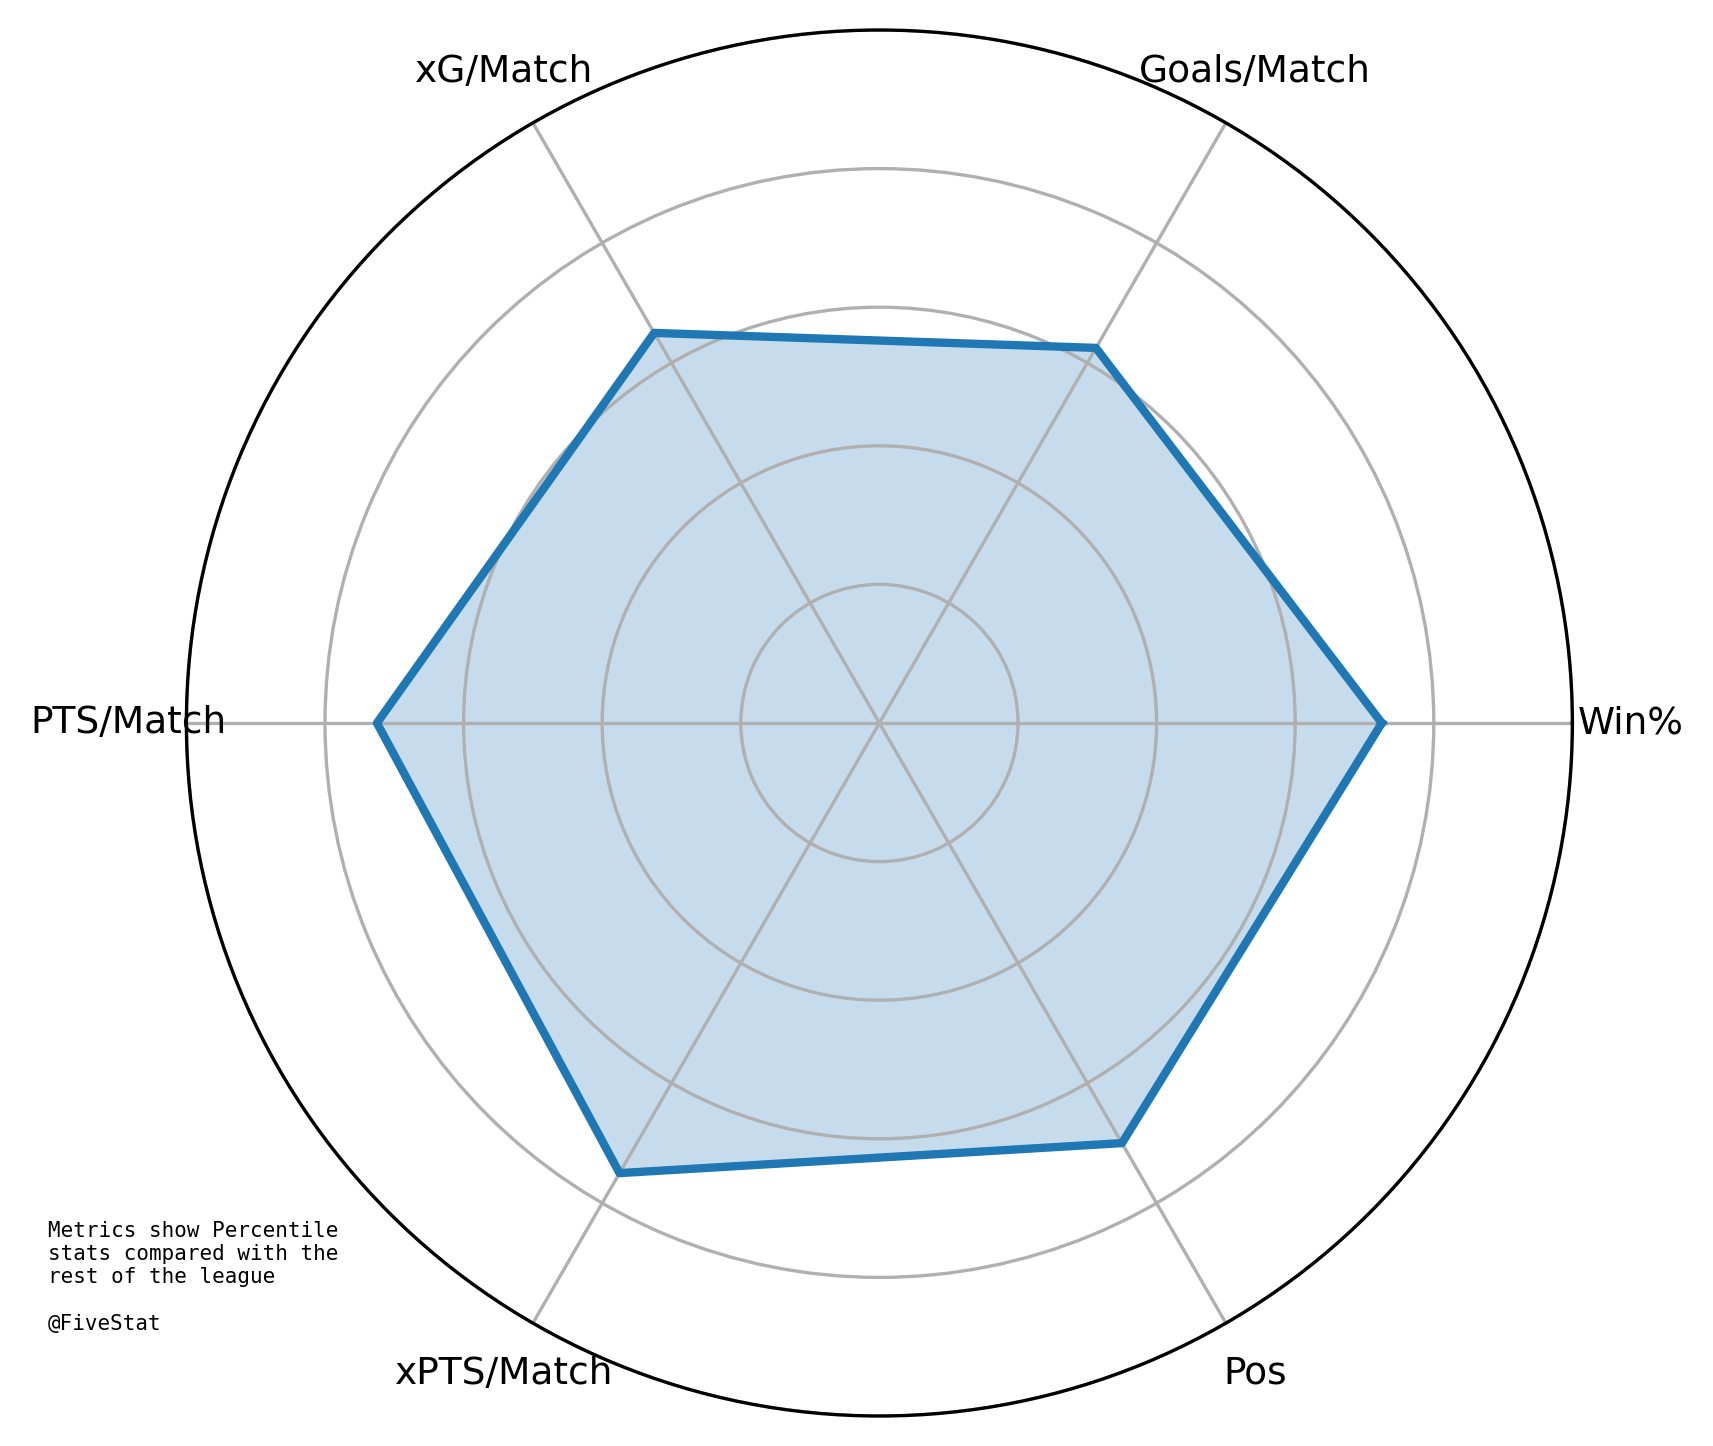 xG/Match
Goals/Match
PTS/Match
Win%
Metrics show Percentile
stats compared with the
rest of the league
@FiveStat
xPTS/Match
Pos